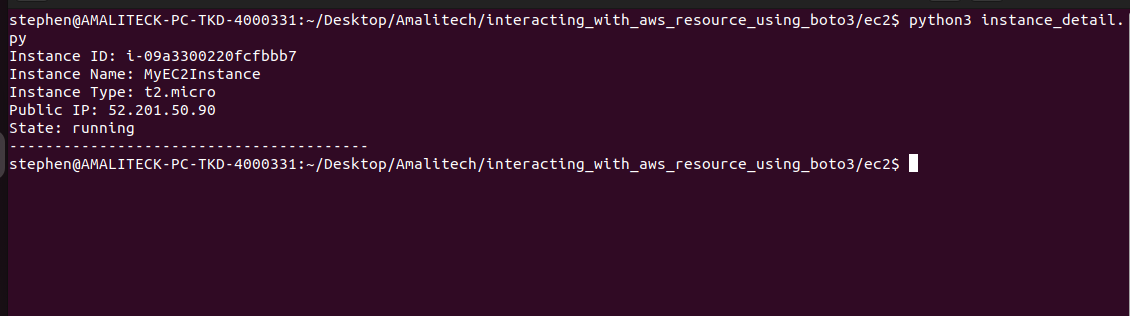 stephen@AMALITECK-PC-TKD-4000331:~/Desktop/Amalitech/interacting_with_aws_resource_using_boto3/ec2$ python3 instance_detail.
py
Instance ID: i-09a3300220fcfbbb7
Instance Name: MyEC2Instance
Instance Type: t2.micro
Public IP: 52.201.50.90
State: running
----------------------------------------
stephen@AMALITECK-PC-TKD-4000331:~/Desktop/Amalitech/interacting_with_aws_resource_using_boto3/ec2$